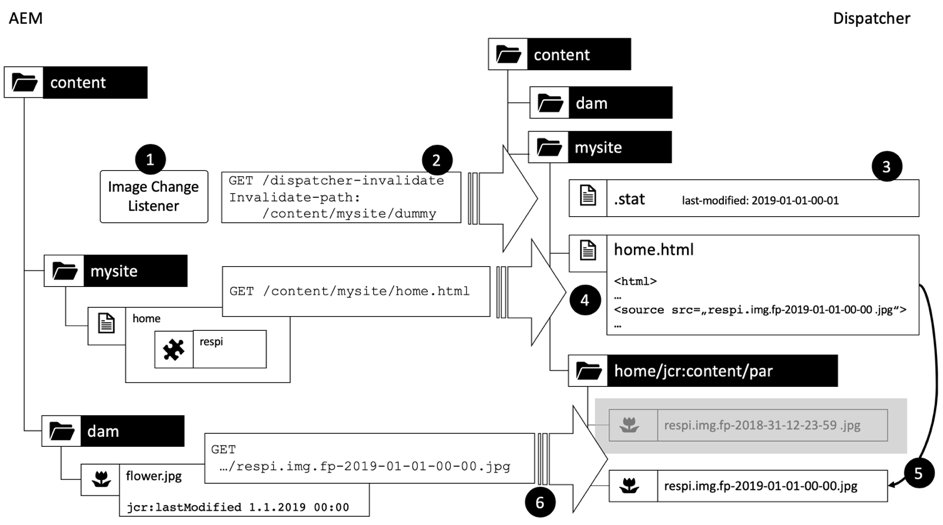 AEM
Dispatcher
content
content
dam
mysite
1
Image Change
Listener
2
GET /dispatcher-invalidate
Invalidate-path:
/content/mysite/dummy
3
.stat last-modified: 2019-01-01-00-01
mysite
home
respi
GET /content/mysite/home.html
4
home.html
<html>
…
<source src=„respi.img.fp-2019-01-01-00-00 .jpg“>
…
home/jcr:content/par
respi.img.fp-2018-31-12-23-59 .jpg
dam
flower.jpg
jcr:lastModified 1.1.2019 00:00
GET
…/respi.img.fp-2019-01-01-00-00.jpg
6
5
respi.img.fp-2019-01-01-00-00.jpg